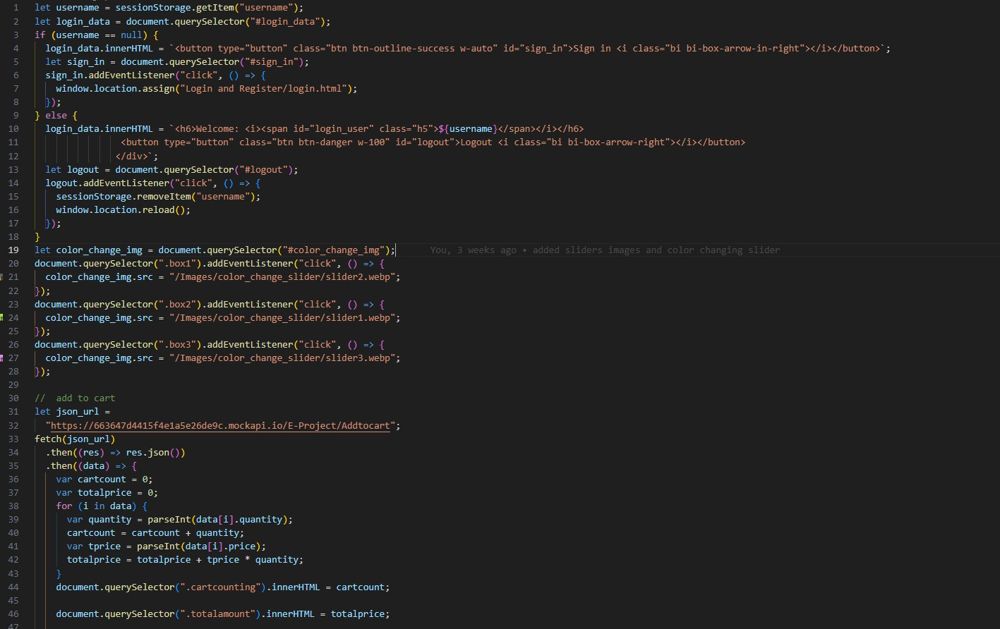 1 let username = sessionStorage.getItem("username");
2 let login_data = document.querySelector("#login_data");
3 if (username == null) {
4 login_data.innerHTML = `<button type="button" class="btn btn-outline-success w-auto" id="sign_in">Sign in <i class="bi bi-box-arrow-in-right"></i></button>`;
5 let sign_in = document.querySelector("#sign_in");
6 sign_in.addEventListener("click", () => {
7 window.location.assign("Login and Register/login.html");
8 });
9 } else {
10 login_data.innerHTML = `<h6>Welcome: <i><span id="login_user" class="h5">${username}</span></i></h6>
11 <button type="button" class="btn btn-danger w-100" id="logout">Logout <i class="bi bi-box-arrow-right"></i></button>
12 </div>`;
13 let logout = document.querySelector("#logout");
14 logout.addEventListener("click", () => {
15 sessionStorage.removeItem("username");
16 window.location.reload();
17 });
18 }
19 let color_change_img = document.querySelector("#color_change_img"); You, 3 weeks ago • added sliders images and color changing slider
20 document.querySelector(".box1").addEventListener("click", () => {
21 color_change_img.src = "/Images/color_change_slider/slider2.webp";
22 });
23 document.querySelector(".box2").addEventListener("click", () => {
24 color_change_img.src = "/Images/color_change_slider/slider1.webp";
25 });
26 document.querySelector(".box3").addEventListener("click", () => {
27 color_change_img.src = "/Images/color_change_slider/slider3.webp";
28 });
29
30 // add to cart
31 let json_url =
32 "https://663647d4415f4e1a5e26de9c.mockapi.io/E-Project/Addtocart";
33 fetch(json_url)
34 .then((res) => res.json())
35 .then((data) => {
36 var cartcount = 0;
37 var totalprice = 0;
38 for (i in data) {
39 var quantity = parseInt(data[i].quantity);
40 cartcount = cartcount + quantity;
41 var tprice = parseInt(data[i].price);
42 totalprice = totalprice + tprice * quantity;
43 }
44 document.querySelector(".cartcounting").innerHTML = cartcount;
45
46 document.querySelector(".totalamount").innerHTML = totalprice;
47